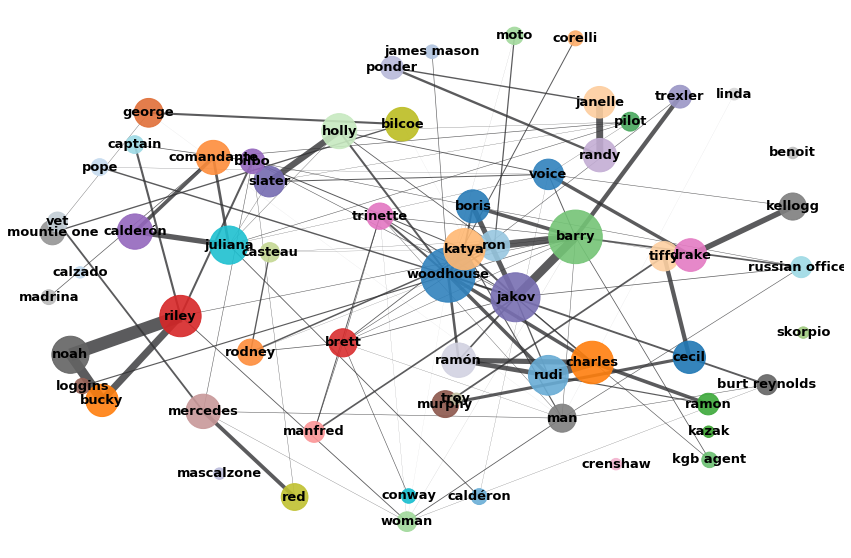 moto
corelli
james mason
ponder
linda
trexler
janelle
george
pilot
bilcoe
holly
captain
benoit
randy
comandante
bilbo
pope
voice
slater
boris
kellogg
trinette
vet
mountie one
calderón
barry
juliana
katya
ron
casteau
tiffy
drake
russian office
calzado
woodhouse
madrina
jakov
riley
skorpio
brett
noah
rodney
ramón
charles
cecil
rudi
loggins
burt reynolds
bucky
troy
murphy
ramon
mercedes
man
manfred
kazak
kgb agent
crenshaw
mascalzone
red
conway
calderon
woman